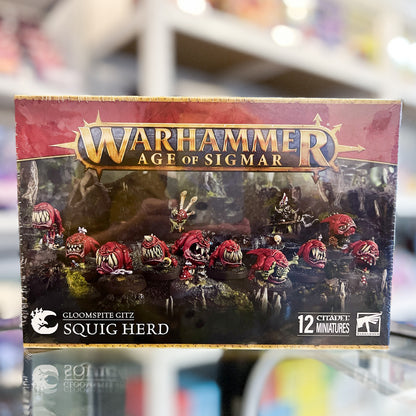 WARHAMMER
AGE OF SIGMAR
GLOOMSPITE GITZ
SQUIG HERD
12 CITADEL
MINIATURES